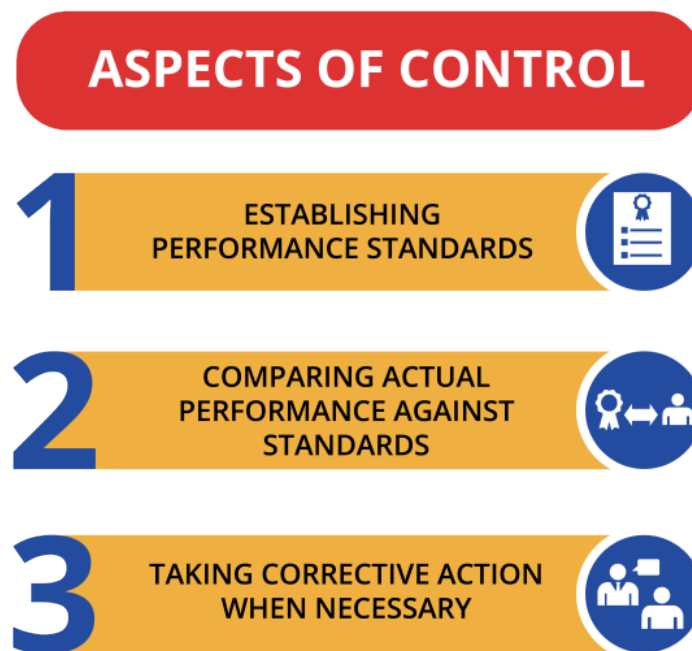 ASPECTS OF CONTROL
1
ESTABLISHING
PERFORMANCE STANDARDS
2
COMPARING ACTUAL
PERFORMANCE AGAINST
STANDARDS
3
TAKING CORRECTIVE ACTION
WHEN NECESSARY